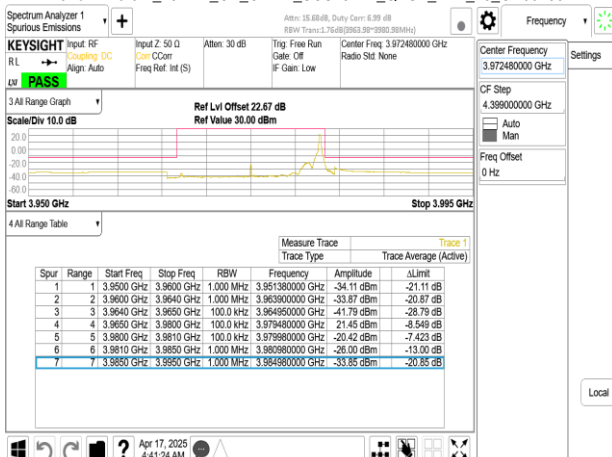 Spectrum Analyzer 1
Spurious Emissions
+
Attn: 15.68dB, Duty Corr: 6.99 dB
RBW Trans:1.76dB(3963.98~3980.98MHz)
Frequency
KEYSIGHT
RL
PASS
Input: RF
Coupling: DC
Align: Auto
Input Z: 50 Ω
Corr CCorr
Freq Ref: Int (S)
Atten: 30 dB
Trig: Free Run
Gate: Off
IF Gain: Low
Center Freq: 3.972480000 GHz
Radio Std: None
Center Frequency
3.972480000 GHz
Settings
CF Step
4.399000000 GHz
Auto
Man
Freq Offset
0 Hz
3 All Range Graph
Scale/Div 10.0 dB
Ref Lvl Offset 22.67 dB
Ref Value 30.00 dBm
20.0
0.00
-20.0
-40.0
-60.0
Start 3.950 GHz
Stop 3.995 GHz
4 All Range Table
Measure Trace Trace 1
Trace Type Trace Average (Active)
Spur Range Start Freq Stop Freq RBW Frequency Amplitude ΔLimit
1 1 3.9500 GHz 3.9600 GHz 1.000 MHz 3.951380000 GHz -34.11 dBm -21.11 dB
2 2 3.9600 GHz 3.9640 GHz 1.000 MHz 3.963900000 GHz -33.87 dBm -20.87 dB
3 3 3.9640 GHz 3.9650 GHz 100.0 kHz 3.964950000 GHz -41.79 dBm -28.79 dB
4 4 3.9650 GHz 3.9800 GHz 100.0 kHz 3.979480000 GHz 21.45 dBm -8.549 dB
5 5 3.9800 GHz 3.9810 GHz 100.0 kHz 3.979980000 GHz -20.42 dBm -7.423 dB
6 6 3.9810 GHz 3.9850 GHz 1.000 MHz 3.980980000 GHz -26.00 dBm -13.00 dB
7 7 3.9850 GHz 3.9950 GHz 1.000 MHz 3.984980000 GHz -33.85 dBm -20.85 dB
Local
?
Apr 17, 2025
4:41:24 AM